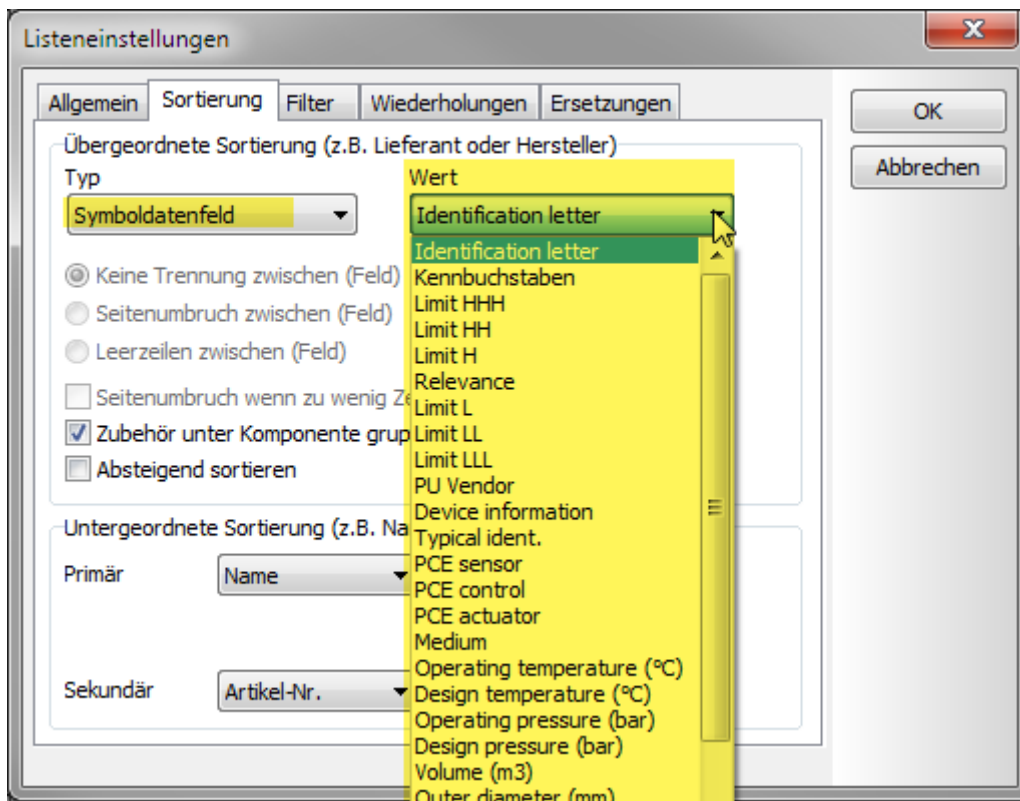 Listeneinstellungen
Allgemein Sortierung Filter Wiederholungen Ersetzungen
OK
Abbrechen
Übergeordnete Sortierung (z.B. Lieferant oder Hersteller)
Typ Wert
Symboldatenfeld Identification letter
Keine Trennung zwischen (Feld)
Seitenumbruch zwischen (Feld)
Leerzeilen zwischen (Feld)
Seitenumbruch wenn zu wenig
Zubehör unter Komponente grup
Absteigend sortieren
Untergeordnete Sortierung (z.B. Na
Primär Name
Sekundär Artikel-Nr.
Identification letter
Kennbuchstaben
Limit HHH
Limit HH
Limit H
Relevance
Limit L
Limit LL
Limit LLL
PU Vendor
Device information
Typical ident.
PCE sensor
PCE control
PCE actuator
Medium
Operating temperature (°C)
Design temperature (°C)
Operating pressure (bar)
Design pressure (bar)
Volume (m3)
Outer diameter (mm)